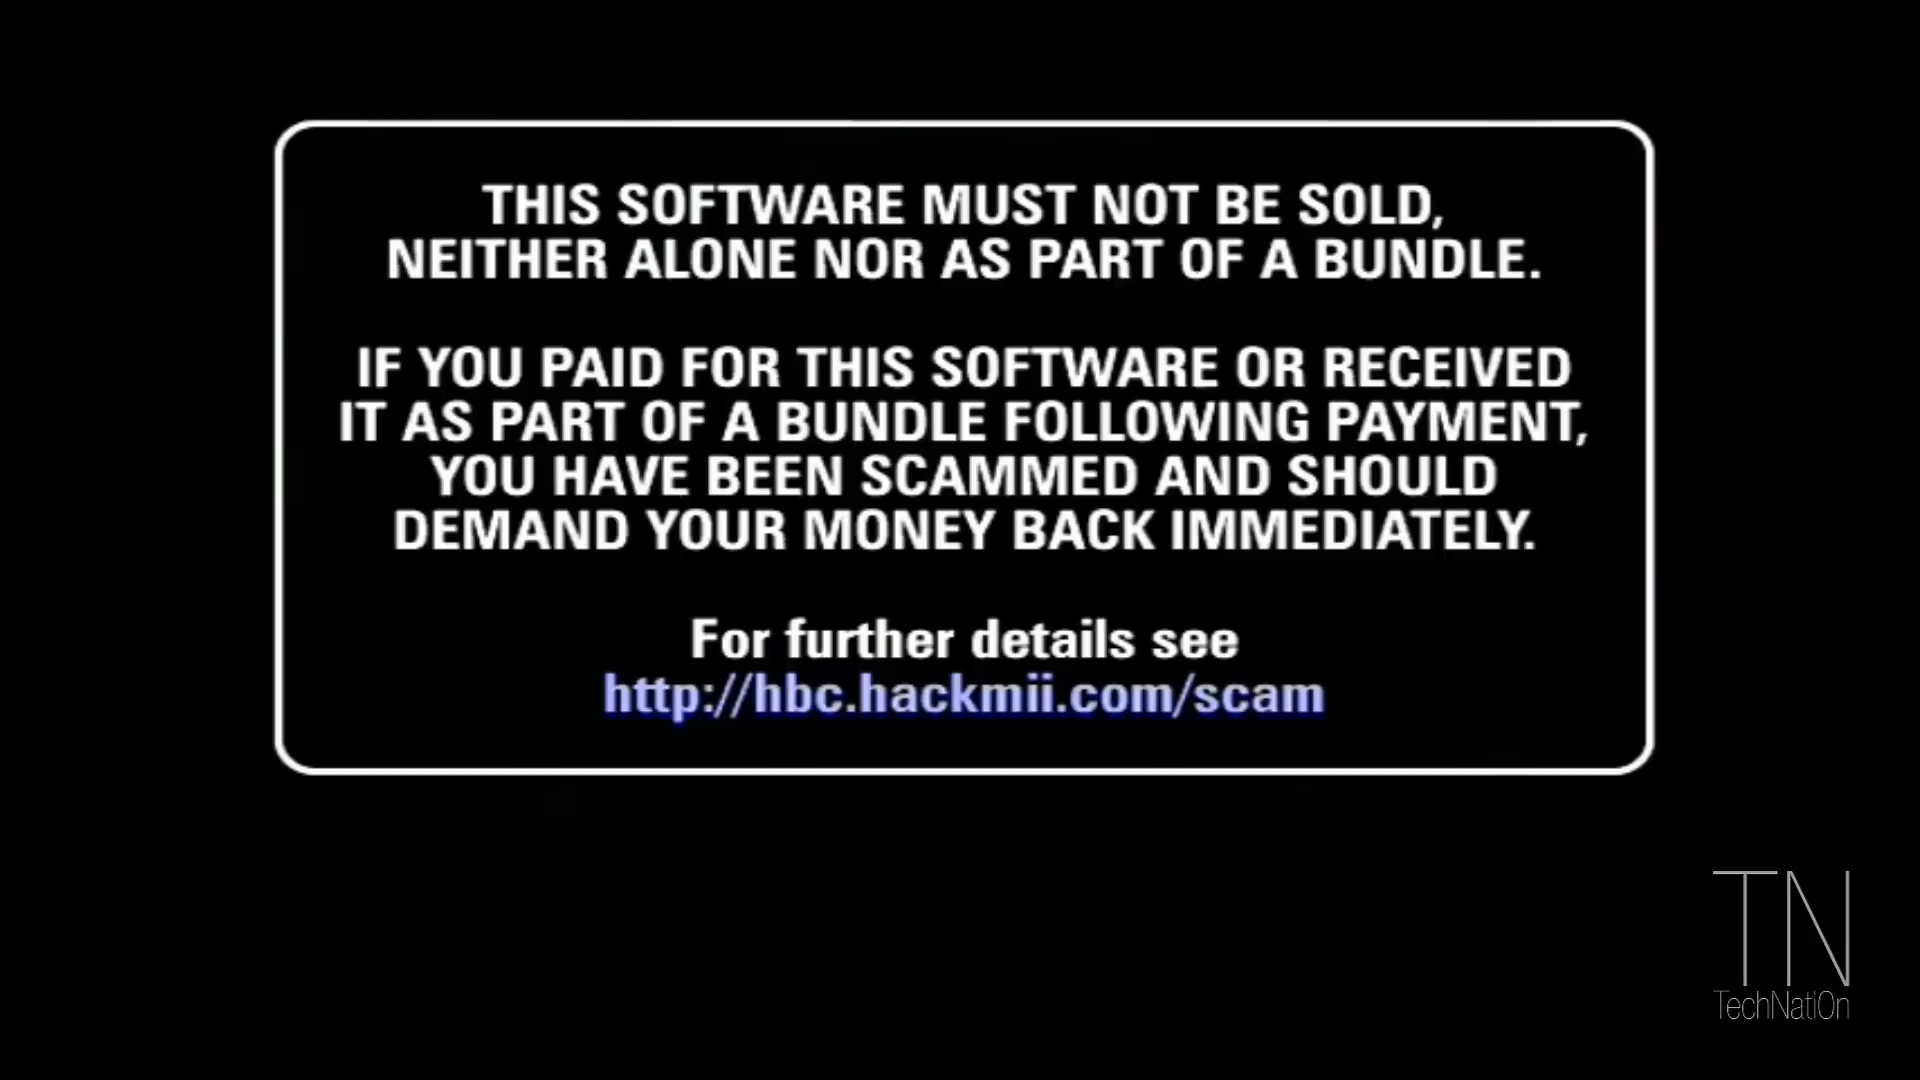 THIS SOFTWARE MUST NOT BE SOLD,
NEITHER ALONE NOR AS PART OF A BUNDLE.
IF YOU PAID FOR THIS SOFTWARE OR RECEIVED
IT AS PART OF A BUNDLE FOLLOWING PAYMENT,
YOU HAVE BEEN SCAMMED AND SHOULD
DEMAND YOUR MONEY BACK IMMEDIATELY.
For further details see
http://hbc.hackmii.com/scam
TN
TechNatiOn